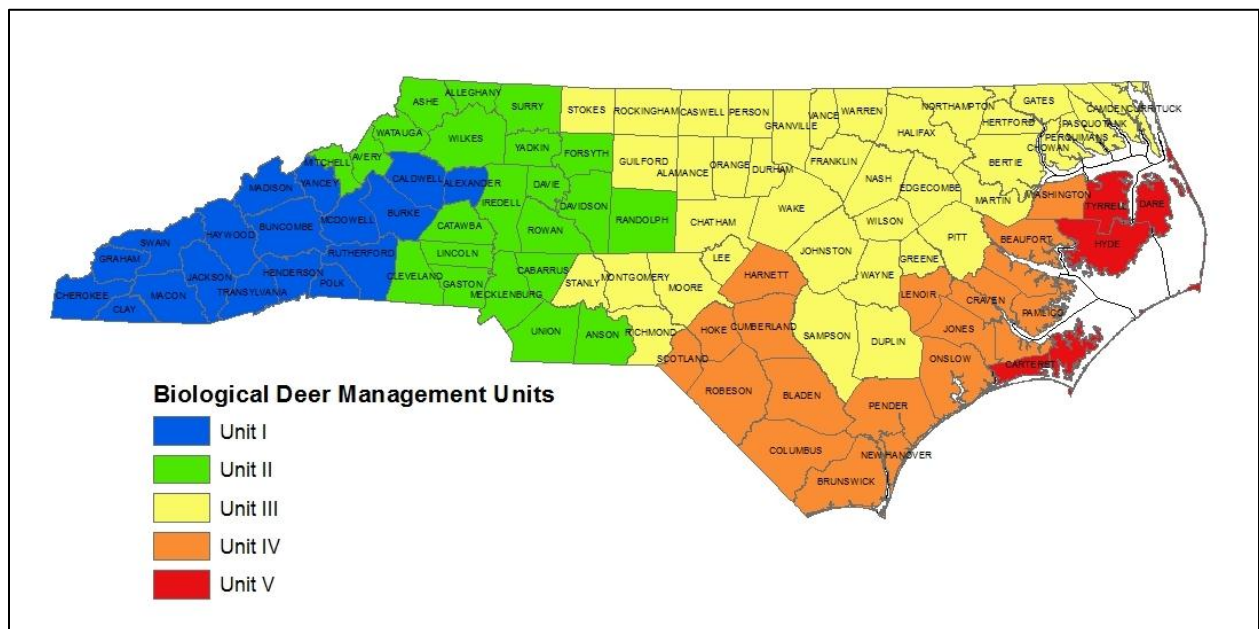 ALLEGHANY
ASHE
SURRY
STOKES
ROCKINGHAM
CASWELL
PERSON
GRANVILLE
VANCE
WARREN
NORTHAMPTON
GATES
CAMDEN
CURRITUCK
HERTFORD
PASQUOTANK
PERQUIMANS
CHOWAN
HALIFAX
WATAUGA
WILKES
YADKIN
FORSYTH
GUILFORD
ALAMANCE
ORANGE
DURHAM
FRANKLIN
NASH
EDGECOMBE
BERTIE
MARTIN
WASHINGTON
TYRRELL
DARE
MITCHELL
AVERY
CALDWELL
ALEXANDER
IREDELL
DAVIE
DAVIDSON
RANDOLPH
CHATHAM
WAKE
WILSON
PITT
BEAUFORT
HYDE
MADISON
YANCEY
MCDOWELL
BURKE
CATAWBA
ROWAN
LEE
JOHNSTON
GREENE
WAYNE
SWAIN
HAYWOOD
BUNCOMBE
RUTHERFORD
LINCOLN
CABARRUS
STANLY
MONTGOMERY
MOORE
HARNETT
LENOIR
CRAVEN
PAMLICO
GRAHAM
JACKSON
HENDERSON
POLK
CLEVELAND
GASTON
MECKLENBURG
CHEROKEE
CLAY
MACON
TRANSYLVANIA
UNION
ANSON
RICHMOND
SCOTLAND
HOKE
CUMBERLAND
SAMPSON
DUPLIN
JONES
ONSLOW
CARTERET
ROBESON
BLADEN
PENDER
COLUMBUS
NEW HANOVER
BRUNSWICK
Biological Deer Management Units
Unit I
Unit II
Unit III
Unit IV
Unit V